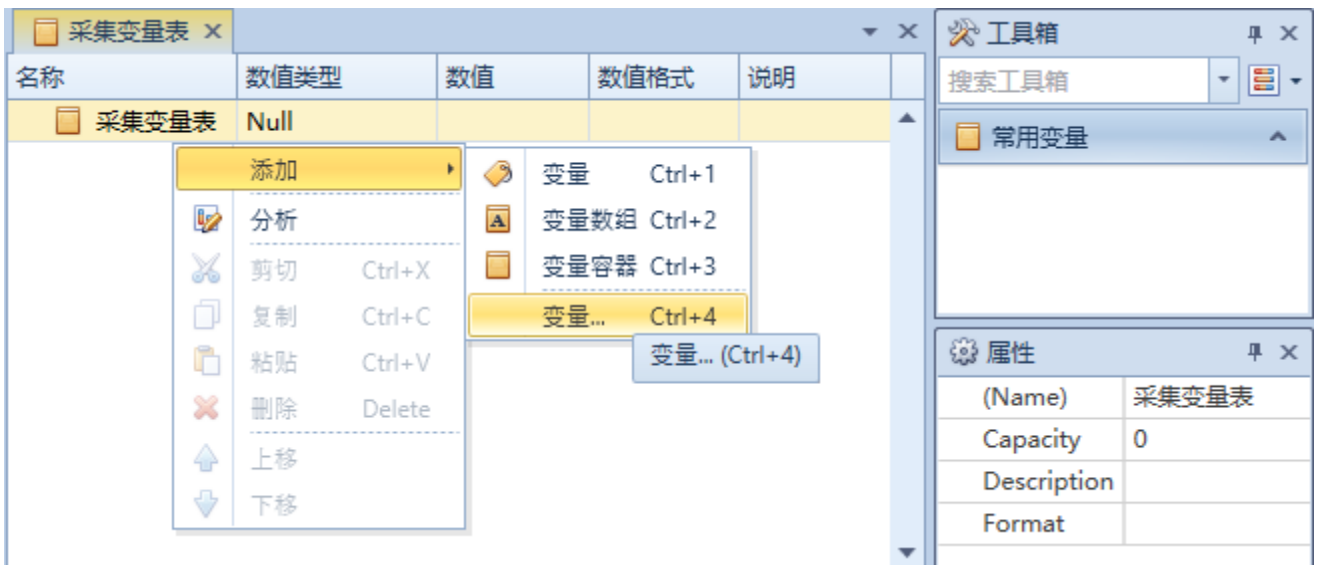 采集变量表
名称 数值类型 数值 数值格式 说明
采集变量表 Null
添加
分析
剪切 Ctrl+X
复制 Ctrl+C
粘贴 Ctrl+V
删除 Delete
上移
下移
变量 Ctrl+1
变量数组 Ctrl+2
变量容器 Ctrl+3
变量... Ctrl+4
变量... (Ctrl+4)
工具箱
搜索工具箱
常用变量
属性
(Name) 采集变量表
Capacity 0
Description
Format